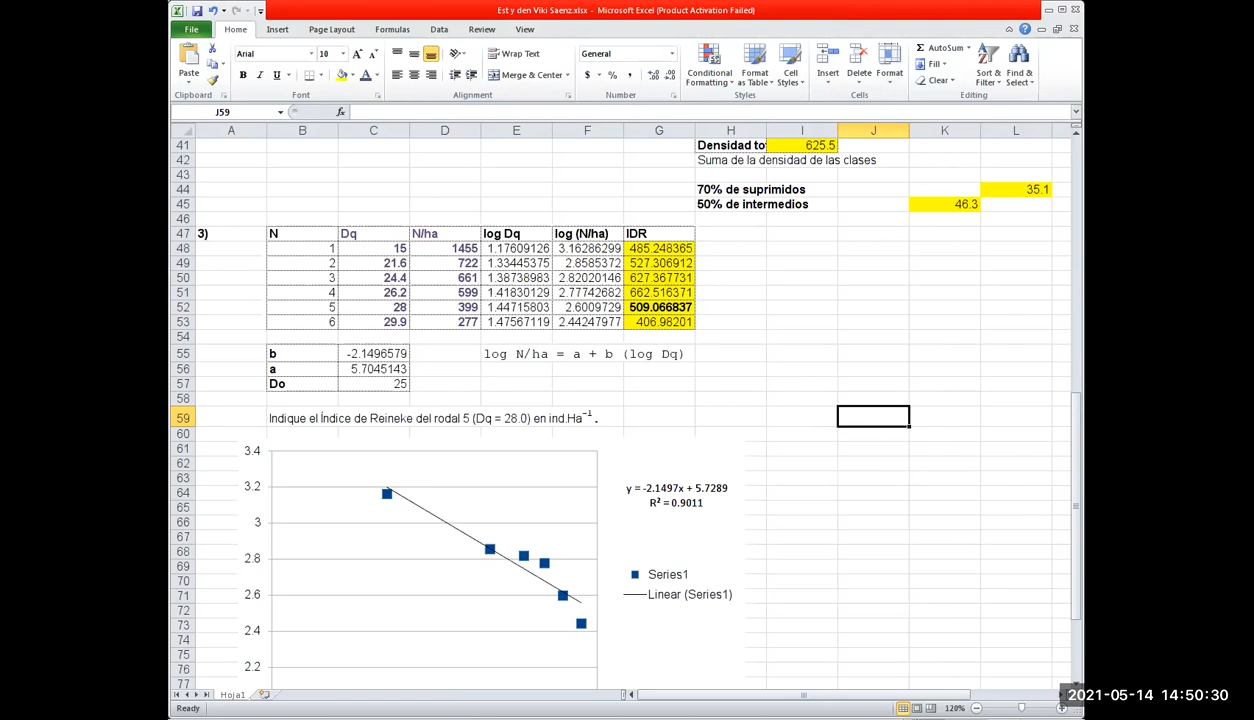 Est y den Viki Saenz.xlsx - Microsoft Excel (Product Activation Failed)
File Home Insert Page Layout Formulas Data Review View
Paste Arial 10 Wrap Text General Conditional Format Cell Insert Delete Format AutoSum Sort & Find &
B I U Merge & Center $ % , Formatting as Table Styles Fill Clear Filter Select
Clipboard Font Alignment Number Styles Cells Editing
J59 fx
A B C D E F G H I J K L
41 Densidad to 625.5
42 Suma de la densidad de las clases
43
44 70% de suprimidos 35.1
45 50% de intermedios 46.3
46
47 3) N Dq N/ha log Dq log (N/ha) IDR
48 1 15 1455 1.17609126 3.16286299 485.248365
49 2 21.6 722 1.33445375 2.8585372 527.306912
50 3 24.4 661 1.38738983 2.82020146 627.367731
51 4 26.2 599 1.41830129 2.77742682 662.516371
52 5 28 399 1.44715803 2.6009729 509.066837
53 6 29.9 277 1.47567119 2.44247977 406.98201
54
55 b -2.1496579 log N/ha = a + b (log Dq)
56 a 5.7045143
57 Do 25
58
59 Indique el Índice de Reineke del rodal 5 (Dq = 28.0) en ind.Ha⁻¹.
60
61 3.4
62
63
64 3.2 y = -2.1497x + 5.7289
65 R² = 0.9011
66 3
67
68 2.8
69
70 Series1
71 2.6 Linear (Series1)
72
73 2.4
74
75
76 2.2
77
Hoja1
Ready 120%
2021-05-14 14:50:30